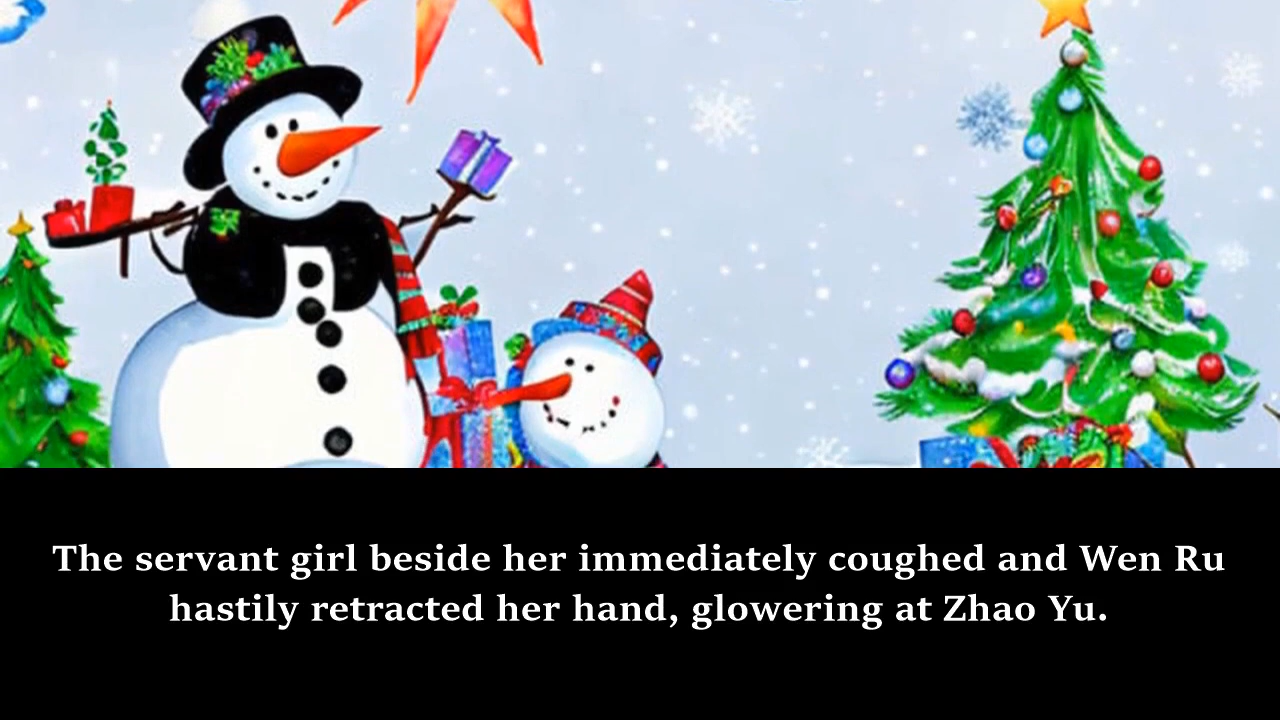 The servant girl beside her immediately coughed and Wen Ru
hastily retracted her hand, glowering at Zhao Yu.